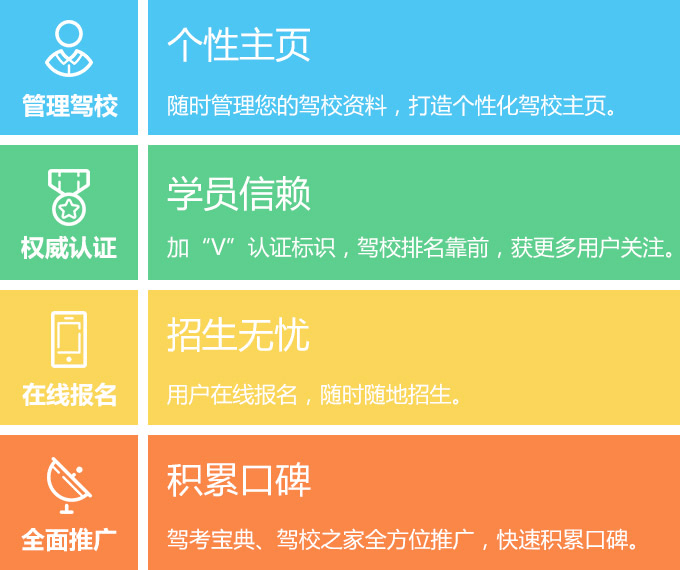 个性主页
管理驾校
随时管理您的驾校资料，打造个性化驾校主页。
学员信赖
权威认证
加“V”认证标识，驾校排名靠前，获更多用户关注。
招生无忧
在线报名
用户在线报名，随时随地招生。
积累口碑
全面推广
驾考宝典、驾校之家全方位推广，快速积累口碑。